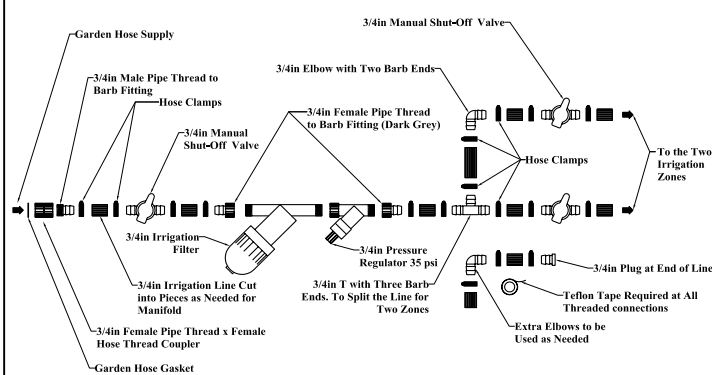 3/4in Manual Shut-Off Valve
Garden Hose Supply
3/4in Male Pipe Thread to
Barb Fitting
Hose Clamps
3/4in Manual
Shut-Off Valve
3/4in Elbow with Two Barb Ends
3/4in Female Pipe Thread
to Barb Fitting (Dark Grey)
Hose Clamps
To the Two
Irrigation
Zones
3/4in Irrigation
Filter
3/4in Pressure
Regulator 35 psi
3/4in Irrigation Line Cut
into Pieces as Needed for
Manifold
3/4in T with Three Barb
Ends. To Split the Line for
Two Zones
3/4in Plug at End of Line
Teflon Tape Required at All
Threaded connections
3/4in Female Pipe Thread x Female
Hose Thread Coupler
Extra Elbows to be
Used as Needed
Garden Hose Gasket